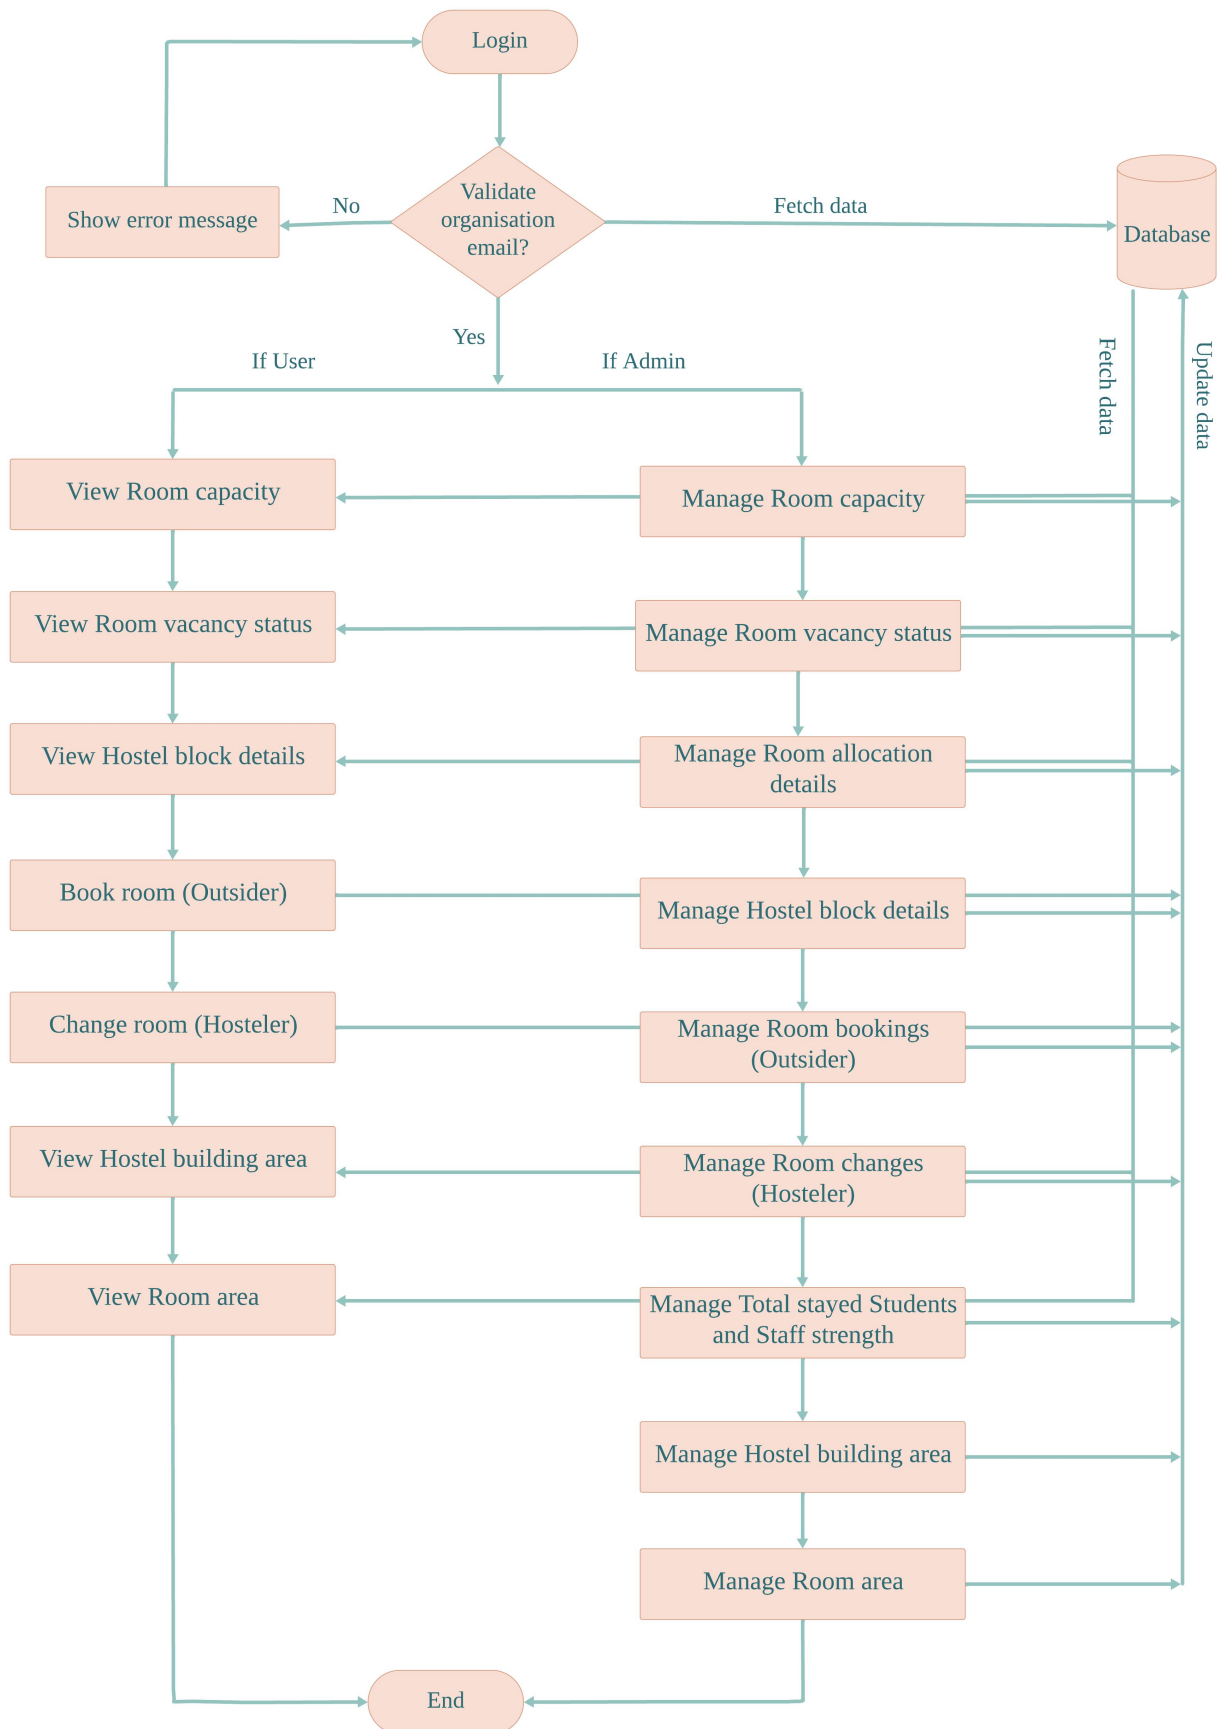 Login
Validate
organisation
email?
No
Show error message
Fetch data
Database
Yes
If User
If Admin
Fetch data
Update data
View Room capacity
Manage Room capacity
View Room vacancy status
Manage Room vacancy status
View Hostel block details
Manage Room allocation
details
Book room (Outsider)
Manage Hostel block details
Change room (Hosteler)
Manage Room bookings
(Outsider)
View Hostel building area
Manage Room changes
(Hosteler)
View Room area
Manage Total stayed Students
and Staff strength
Manage Hostel building area
Manage Room area
End